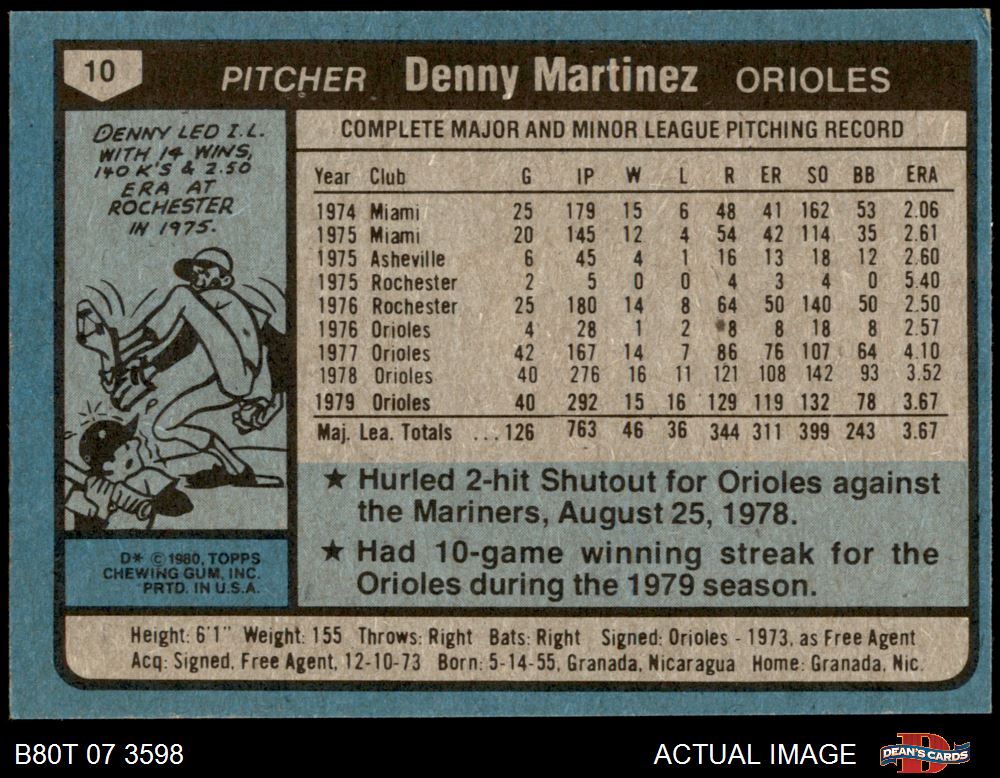 10 PITCHER Denny Martinez ORIOLES
DENNY LED I.L.
WITH 14 WINS,
140 K'S & 2.50
ERA AT
ROCHESTER
IN 1975.
COMPLETE MAJOR AND MINOR LEAGUE PITCHING RECORD
Year Club G IP W L R ER SO BB ERA
1974 Miami 25 179 15 6 48 41 162 53 2.06
1975 Miami 20 145 12 4 54 42 114 35 2.61
1975 Asheville 6 45 4 1 16 13 18 12 2.60
1975 Rochester 2 5 0 0 4 3 4 0 5.40
1976 Rochester 25 180 14 8 64 50 140 50 2.50
1976 Orioles 4 28 1 2 8 8 18 8 2.57
1977 Orioles 42 167 14 7 86 76 107 64 4.10
1978 Orioles 40 276 16 11 121 108 142 93 3.52
1979 Orioles 40 292 15 16 129 119 132 78 3.67
Maj. Lea. Totals ...126 763 46 36 344 311 399 243 3.67
★ Hurled 2-hit Shutout for Orioles against
the Mariners, August 25, 1978.
★ Had 10-game winning streak for the
Orioles during the 1979 season.
D* © 1980, TOPPS
CHEWING GUM, INC.
PRTD. IN U.S.A.
Height: 6'1" Weight: 155 Throws: Right Bats: Right Signed: Orioles - 1973, as Free Agent
Acq: Signed, Free Agent, 12-10-73 Born: 5-14-55, Granada, Nicaragua Home: Granada, Nic.
B80T 07 3598 ACTUAL IMAGE DEAN'S CARDS